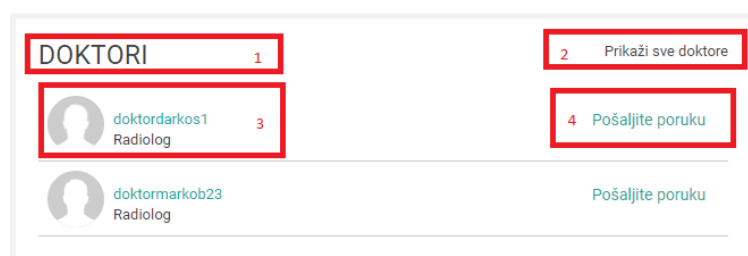 DOKTORI 1
2 Prikaži sve doktore
doktordarkos1 3
Radiolog
4 Pošaljite poruku
doktormarkob23
Radiolog
Pošaljite poruku